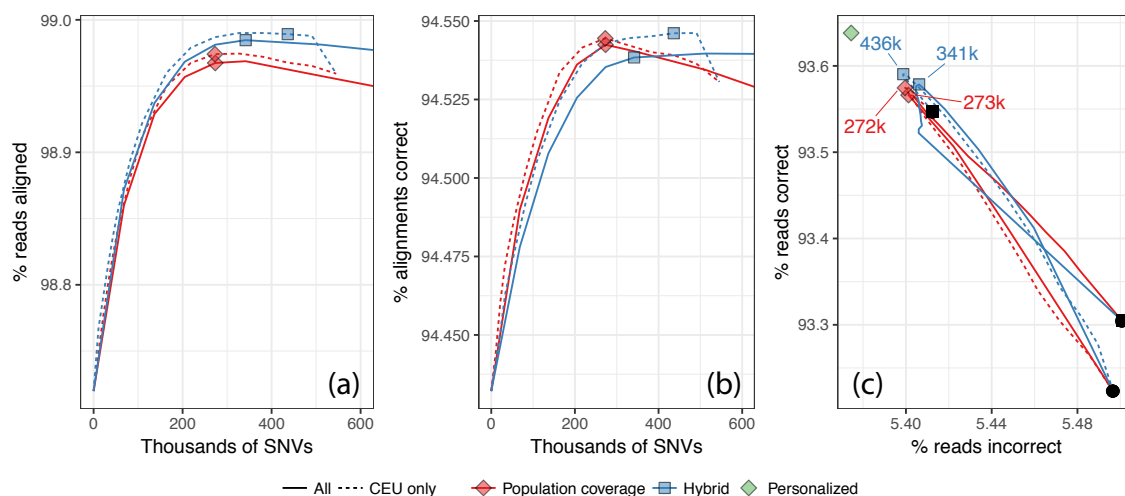 % reads aligned
99.0
98.9
98.8
0
200
400
600
Thousands of SNVs
(a)
% alignments correct
94.550
94.525
94.500
94.475
94.450
0
200
400
600
Thousands of SNVs
(b)
% reads correct
93.6
93.5
93.4
93.3
436k
341k
272k
273k
5.40
5.44
5.48
% reads incorrect
(c)
All CEU only Population coverage Hybrid Personalized